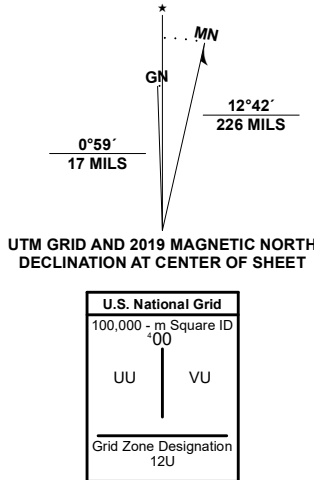 ★
MN
GN
12°42´
226 MILS
0°59´
17 MILS
UTM GRID AND 2019 MAGNETIC NORTH
DECLINATION AT CENTER OF SHEET
U.S. National Grid
100,000 - m Square ID
⁴00
UU VU
Grid Zone Designation
12U